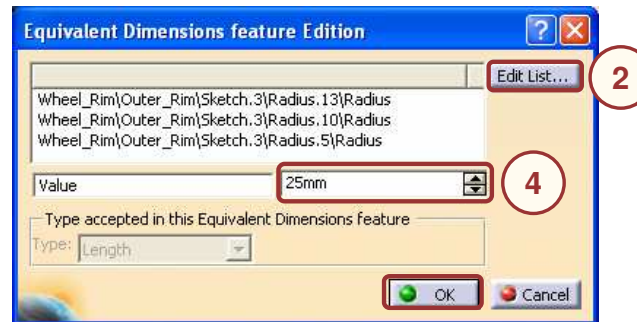 Equivalent Dimensions feature Edition
Edit List...
2
Wheel_Rim\Outer_Rim\Sketch.3\Radius.13\Radius
Wheel_Rim\Outer_Rim\Sketch.3\Radius.10\Radius
Wheel_Rim\Outer_Rim\Sketch.3\Radius.5\Radius
Value 25mm 4
Type accepted in this Equivalent Dimensions feature
Type: Length
OK Cancel